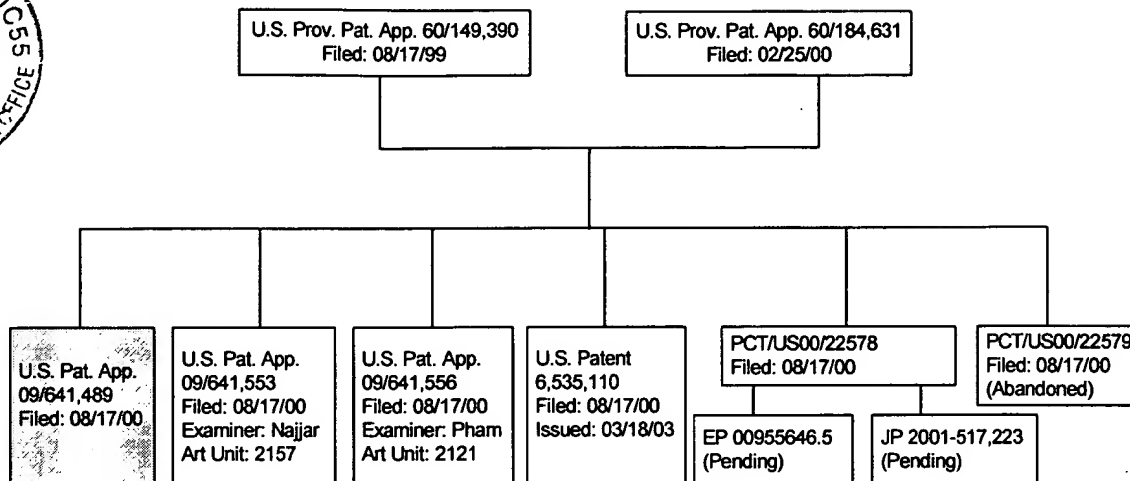 C55
OFFICE
U.S. Prov. Pat. App. 60/149,390
Filed: 08/17/99
U.S. Prov. Pat. App. 60/184,631
Filed: 02/25/00
U.S. Pat. App.
09/641,489
Filed: 08/17/00
U.S. Pat. App.
09/641,553
Filed: 08/17/00
Examiner: Najjar
Art Unit: 2157
U.S. Pat. App.
09/641,556
Filed: 08/17/00
Examiner: Pham
Art Unit: 2121
U.S. Patent
6,535,110
Filed: 08/17/00
Issued: 03/18/03
PCT/US00/22578
Filed: 08/17/00
PCT/US00/22579
Filed: 08/17/00
(Abandoned)
EP 00955646.5
(Pending)
JP 2001-517,223
(Pending)